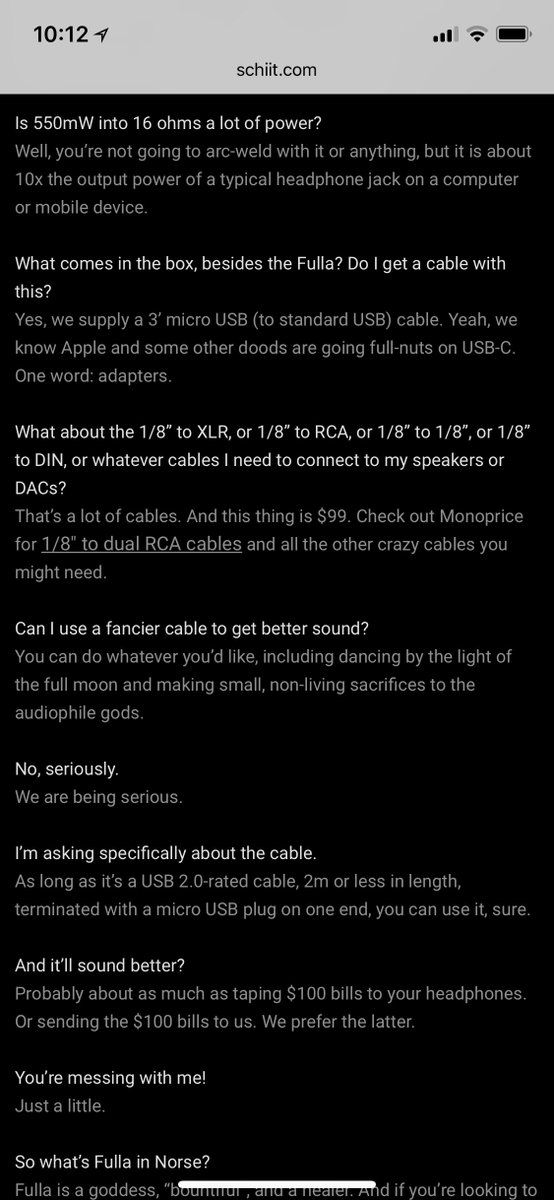 10:12
schiit.com
Is 550mW into 16 ohms a lot of power?
Well, you’re not going to arc-weld with it or anything, but it is about
10x the output power of a typical headphone jack on a computer
or mobile device.
What comes in the box, besides the Fulla? Do I get a cable with
this?
Yes, we supply a 3’ micro USB (to standard USB) cable. Yeah, we
know Apple and some other doods are going full-nuts on USB-C.
One word: adapters.
What about the 1/8” to XLR, or 1/8” to RCA, or 1/8” to 1/8”, or 1/8”
to DIN, or whatever cables I need to connect to my speakers or
DACs?
That’s a lot of cables. And this thing is $99. Check out Monoprice
for 1/8" to dual RCA cables and all the other crazy cables you
might need.
Can I use a fancier cable to get better sound?
You can do whatever you’d like, including dancing by the light of
the full moon and making small, non-living sacrifices to the
audiophile gods.
No, seriously.
We are being serious.
I’m asking specifically about the cable.
As long as it’s a USB 2.0-rated cable, 2m or less in length,
terminated with a micro USB plug on one end, you can use it, sure.
And it’ll sound better?
Probably about as much as taping $100 bills to your headphones.
Or sending the $100 bills to us. We prefer the latter.
You’re messing with me!
Just a little.
So what’s Fulla in Norse?
Fulla is a goddess, “bountiful”, and a healer. And if you’re looking to